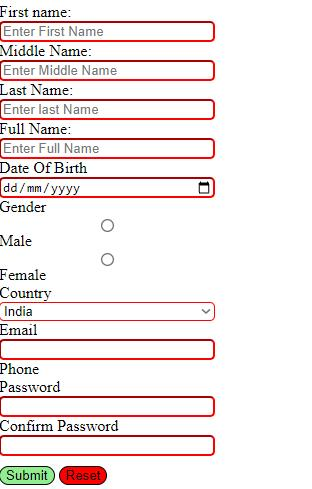 First name:
Enter First Name
Middle Name:
Enter Middle Name
Last Name:
Enter last Name
Full Name:
Enter Full Name
Date Of Birth
dd/mm/yyyy
Gender
Male
Female
Country
India
Email
Phone
Password
Confirm Password
Submit Reset